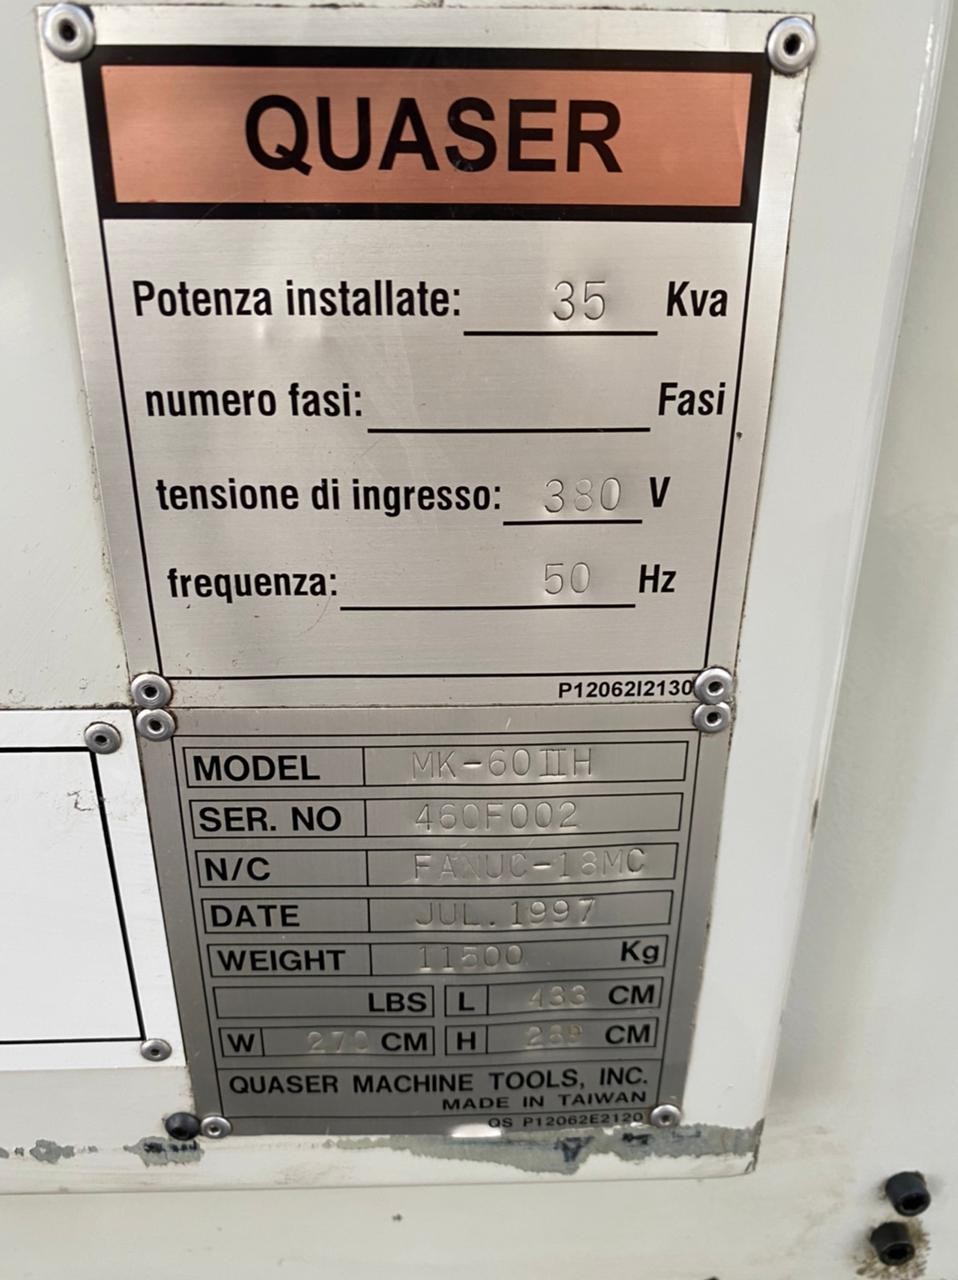 QUASER
Potenza installate: 35 Kva
numero fasi: Fasi
tensione di ingresso: 380 V
frequenza: 50 Hz
P12062I2130
MODEL MK-60ⅡH
SER. NO 460F002
N/C FANUC-18MC
DATE JUL. 1997
WEIGHT 11500 Kg
LBS L 433 CM
W CM H CM
QUASER MACHINE TOOLS, INC.
MADE IN TAIWAN
QS P12062E2120